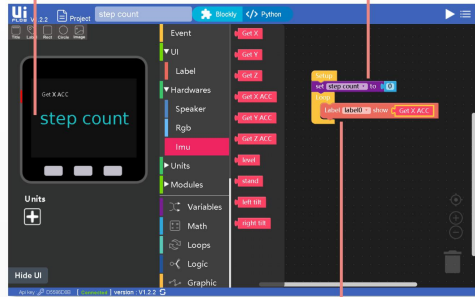 Ui
FLOW V1.2.2 Project step count Blockly </> Python
Title Label Rect Circle Image
Get X ACC
step count
Units
Hide UI
Event
UI
Label
Hardwares
Speaker
Rgb
Imu
Units
Modules
Variables
Math
Loops
Logic
Graphic
Get X
Get Y
Get Z
Get X ACC
Get Y ACC
Get Z ACC
level
stand
left tilt
right tilt
Setup
set step count to 0
Loop
Label label0 show Get X ACC
[ Connected ] version : V1.2.2